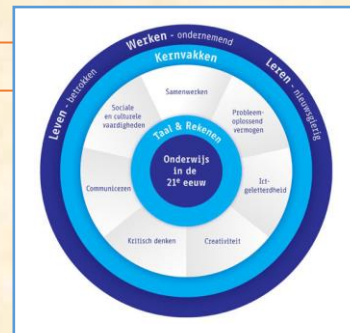 Werken - ondernemend
Leven - betrokken
Leren - nieuwsgierig
Kernvakken
Samenwerken
Sociale
en culturele
vaardigheden
Probleem-
oplossend
vermogen
Taal & Rekenen
Onderwijs
in de
21e eeuw
Communiceren
Ict-
geletterdheid
Kritisch denken
Creativiteit